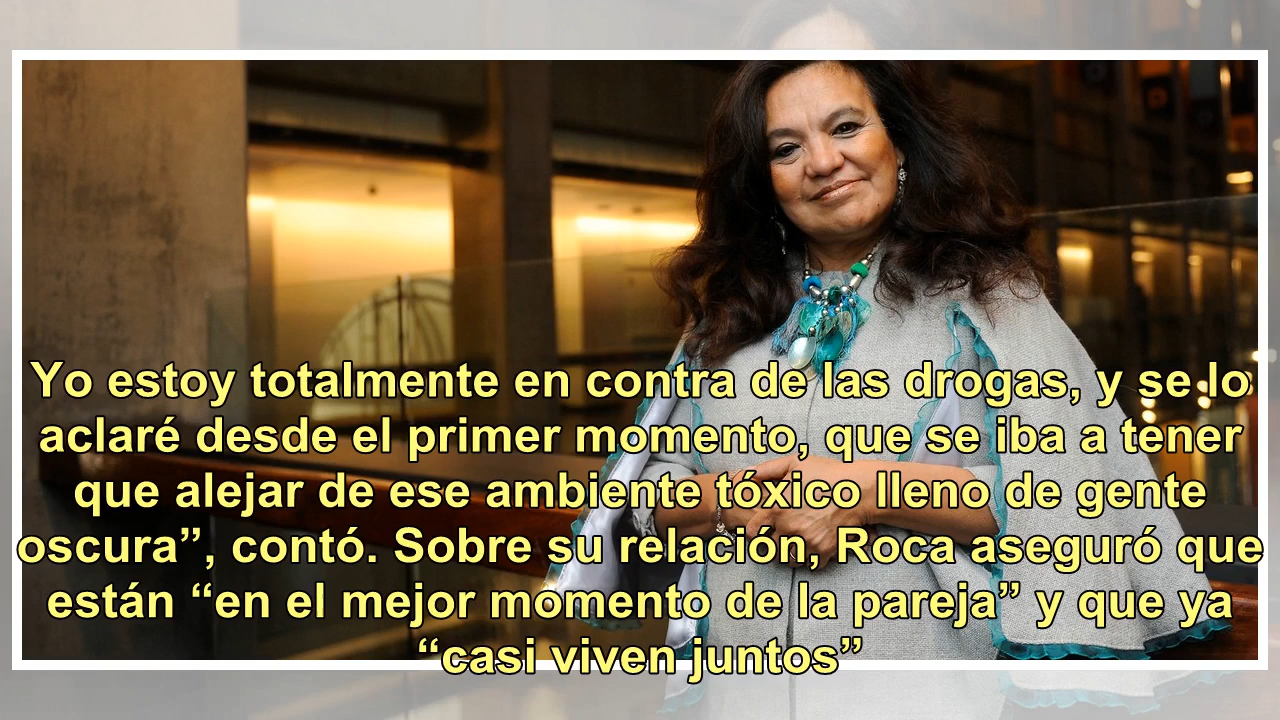 Yo estoy totalmente en contra de las drogas, y se lo
aclaré desde el primer momento, que se iba a tener
que alejar de ese ambiente tóxico lleno de gente
oscura”, contó. Sobre su relación, Roca aseguró que
están “en el mejor momento de la pareja” y que ya
“casi viven juntos”